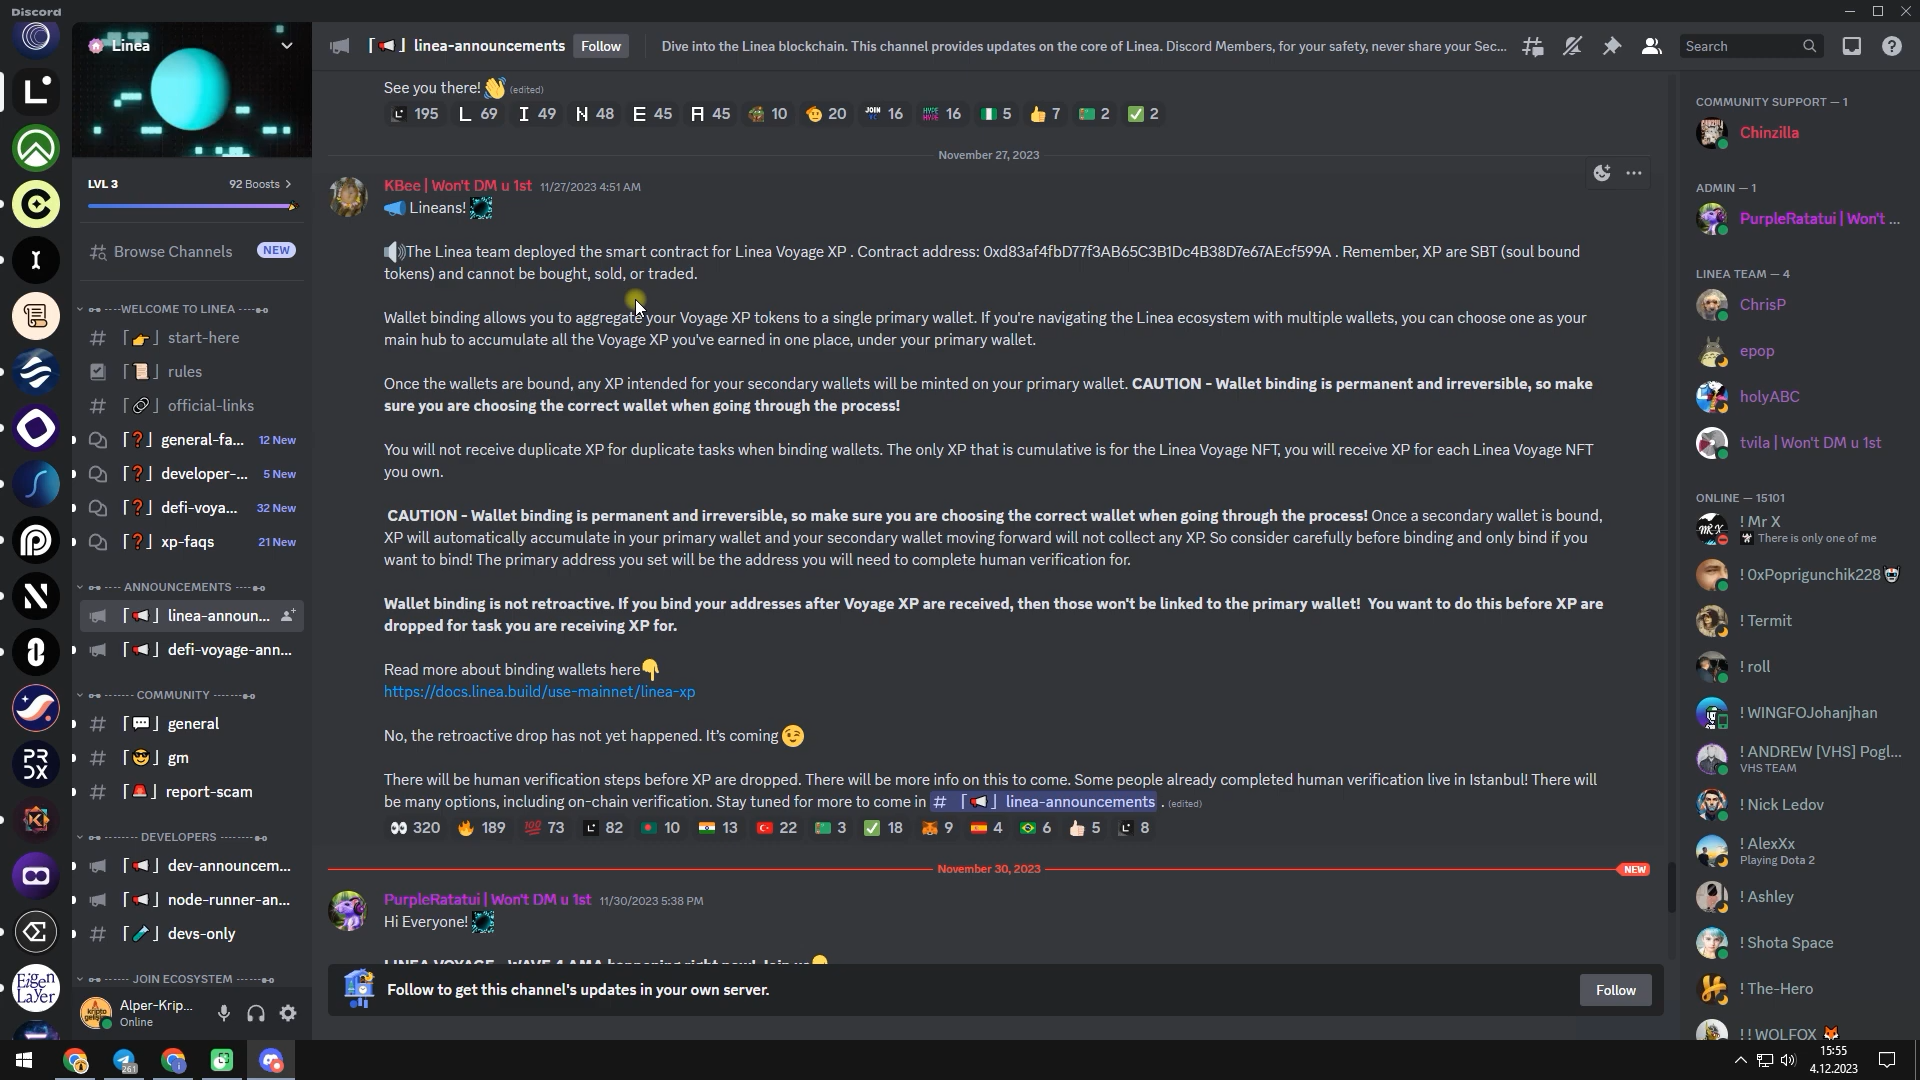 Discord
Linea
LVL 3
92 Boosts
Browse Channels
NEW
----WELCOME TO LINEA ----
start-here
rules
official-links
general-fa...
12 New
developer-...
5 New
defi-voya...
32 New
xp-faqs
21 New
---- ANNOUNCEMENTS ----
linea-announ...
defi-voyage-ann...
------- COMMUNITY -------
general
gm
report-scam
-------- DEVELOPERS --------
dev-announcem...
node-runner-an...
devs-only
------- JOIN ECOSYSTEM -----
Alper-Krip...
Online
Eigen
Layer
linea-announcements
Follow
Dive into the Linea blockchain. This channel provides updates on the core of Linea. Discord Members, for your safety, never share your Sec...
Search
See you there! 👋 (edited)
195 L 69 I 49 N 48 E 45 A 45 10 20 JOIN VC 16 HYPE HYPE 16 5 👍 7 2 ✅ 2
November 27, 2023
KBee | Won't DM u 1st 11/27/2023 4:51 AM
📣 Lineans!
🔊The Linea team deployed the smart contract for Linea Voyage XP . Contract address: 0xd83af4fbD77f3AB65C3B1Dc4B38D7e67AEcf599A . Remember, XP are SBT (soul bound
tokens) and cannot be bought, sold, or traded.
Wallet binding allows you to aggregate your Voyage XP tokens to a single primary wallet. If you're navigating the Linea ecosystem with multiple wallets, you can choose one as your
main hub to accumulate all the Voyage XP you've earned in one place, under your primary wallet.
Once the wallets are bound, any XP intended for your secondary wallets will be minted on your primary wallet. CAUTION - Wallet binding is permanent and irreversible, so make
sure you are choosing the correct wallet when going through the process!
You will not receive duplicate XP for duplicate tasks when binding wallets. The only XP that is cumulative is for the Linea Voyage NFT, you will receive XP for each Linea Voyage NFT
you own.
CAUTION - Wallet binding is permanent and irreversible, so make sure you are choosing the correct wallet when going through the process! Once a secondary wallet is bound,
XP will automatically accumulate in your primary wallet and your secondary wallet moving forward will not collect any XP. So consider carefully before binding and only bind if you
want to bind! The primary address you set will be the address you will need to complete human verification for.
Wallet binding is not retroactive. If you bind your addresses after Voyage XP are received, then those won't be linked to the primary wallet! You want to do this before XP are
dropped for task you are receiving XP for.
Read more about binding wallets here👇
https://docs.linea.build/use-mainnet/linea-xp
No, the retroactive drop has not yet happened. It's coming 😉
There will be human verification steps before XP are dropped. There will be more info on this to come. Some people already completed human verification live in Istanbul! There will
be many options, including on-chain verification. Stay tuned for more to come in # 「📢」 linea-announcements . (edited)
👀 320 🔥 189 💯 73 82 10 13 22 3 ✅ 18 9 4 6 👍 5 8
November 30, 2023
NEW
PurpleRatatui | Won't DM u 1st 11/30/2023 5:38 PM
Hi Everyone!
LINEA VOYAGE - WAVE 4 AMA happening right now! Join us👇
Follow to get this channel's updates in your own server.
Follow
COMMUNITY SUPPORT — 1
Chinzilla
ADMIN — 1
PurpleRatatui | Won't ...
LINEA TEAM — 4
ChrisP
epop
holyABC
tvila | Won't DM u 1st
ONLINE — 15101
! Mr X
There is only one of me
! 0xPoprigunchik228
! Termit
! roll
! WINGFOJohanjhan
! ANDREW [VHS] Pogl...
VHS TEAM
! Nick Ledov
! AlexXx
Playing Dota 2
! Ashley
! Shota Space
! The-Hero
! ! WOLFOX 🦊
261
15:55
4.12.2023